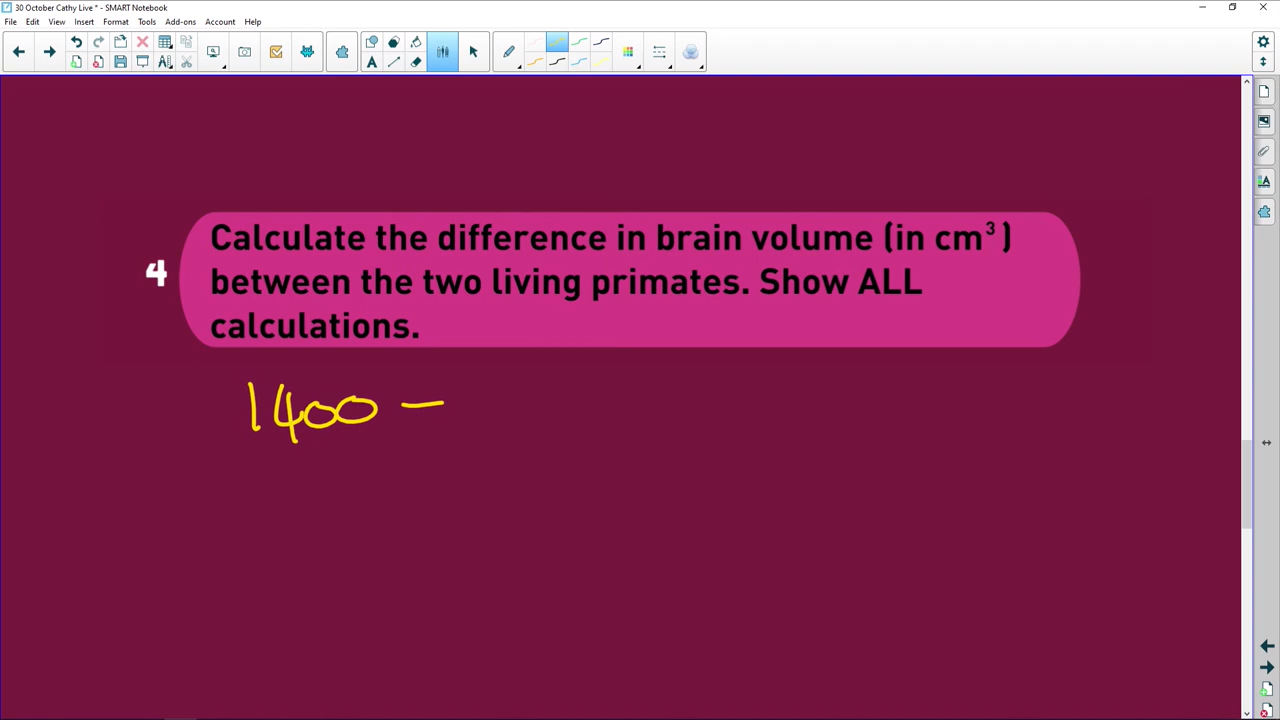 30 October Cathy Live * - SMART Notebook
File Edit View Insert Format Tools Add-ons Account Help
4
Calculate the difference in brain volume (in cm³)
between the two living primates. Show ALL
calculations.
1400 –